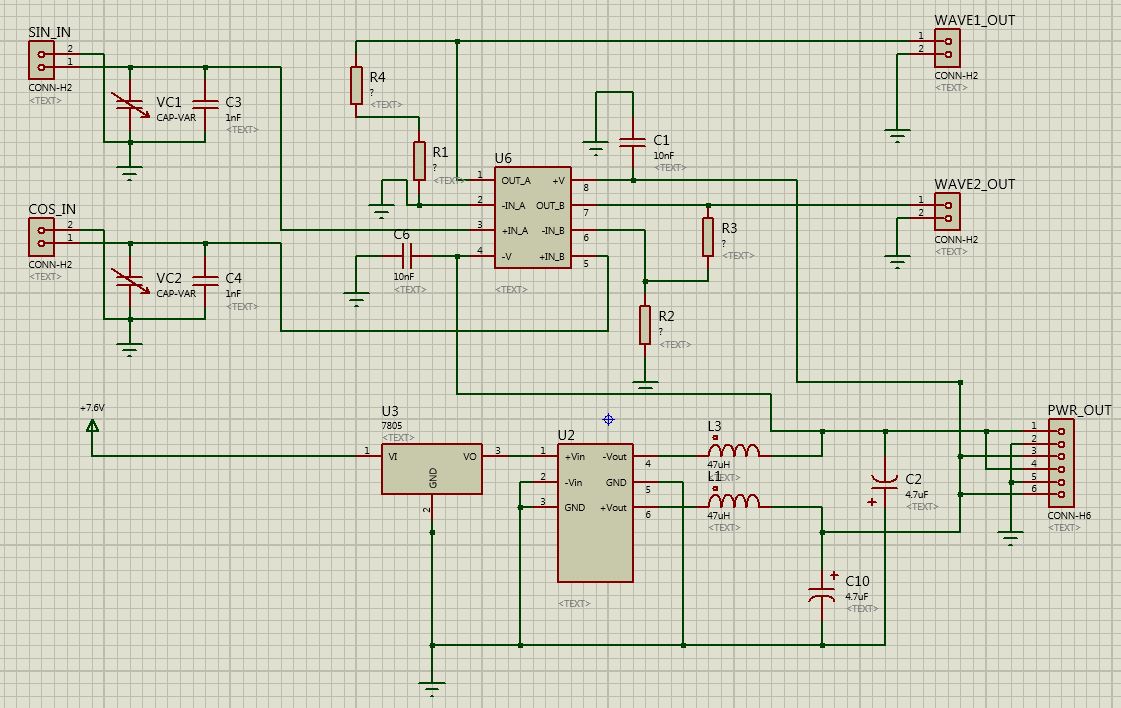 SIN_IN
2
1
CONN-H2
<TEXT>
VC1
CAP-VAR
C3
1nF
<TEXT>
COS_IN
2
1
CONN-H2
<TEXT>
VC2
CAP-VAR
C4
1nF
<TEXT>
R4
?
<TEXT>
R1
?
<TEXT>
C6
10nF
<TEXT>
U6
1 OUT_A +V 8
2 -IN_A OUT_B 7
3 +IN_A -IN_B 6
4 -V +IN_B 5
<TEXT>
C1
10nF
<TEXT>
R3
?
<TEXT>
R2
?
<TEXT>
WAVE1_OUT
1
2
CONN-H2
<TEXT>
WAVE2_OUT
1
2
CONN-H2
<TEXT>
+7.6V
U3
7805
<TEXT>
1 VI VO 3
GND
2
U2
1 +Vin -Vout 4
2 -Vin GND 5
3 GND +Vout 6
<TEXT>
L3
47uH
<TEXT>
L1
47uH
<TEXT>
C2
4.7uF
<TEXT>
C10
4.7uF
<TEXT>
PWR_OUT
1
2
3
4
5
6
CONN-H6
<TEXT>